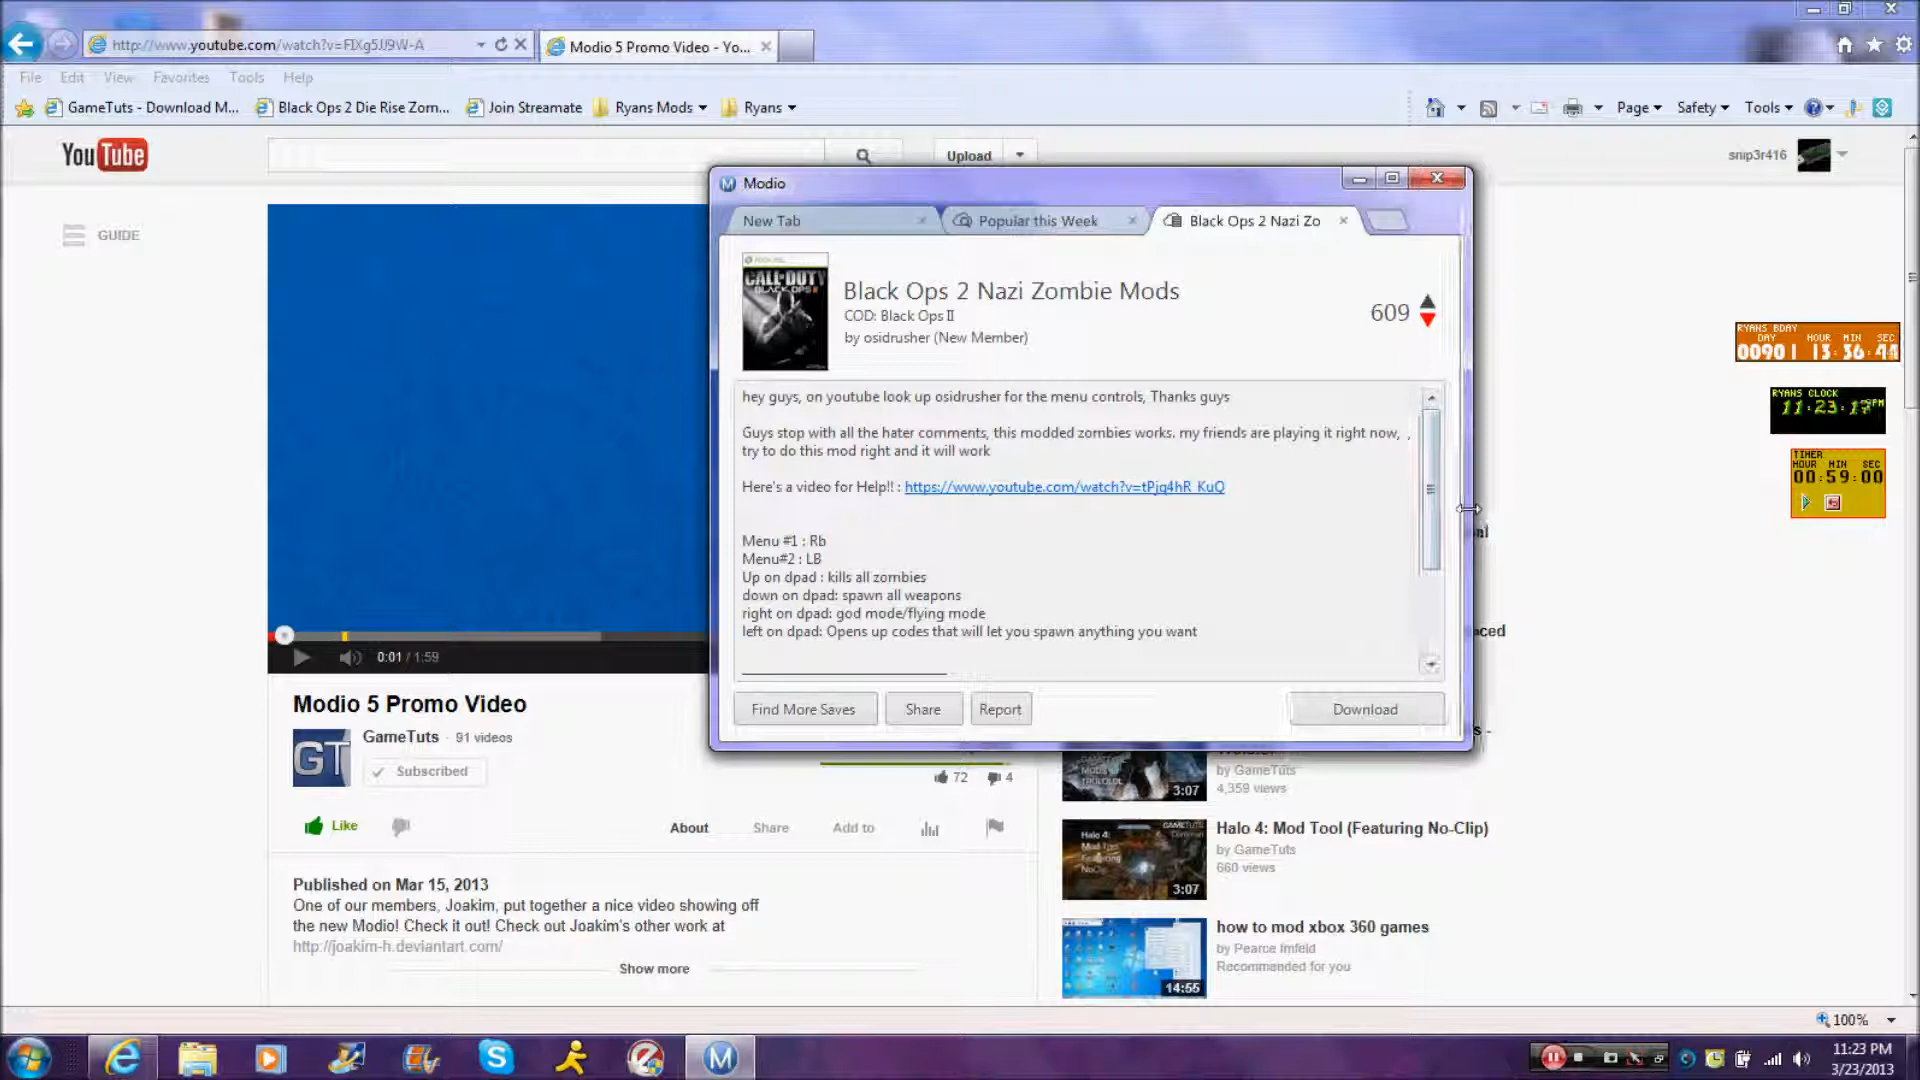 http://www.youtube.com/watch?v=FIXg5JJ9W-A
Modio 5 Promo Video - Yo...
File Edit View Favorites Tools Help
GameTuts - Download M...
Black Ops 2 Die Rise Zom...
Join Streamate
Ryans Mods
Ryans
Page
Safety
Tools
YouTube
Upload
snip3r416
GUIDE
Modio
New Tab
Popular this Week
Black Ops 2 Nazi Zo
CALL OF DUTY
BLACK OPS II
Black Ops 2 Nazi Zombie Mods
COD: Black Ops II
by osidrusher (New Member)
609
hey guys, on youtube look up osidrusher for the menu controls, Thanks guys
Guys stop with all the hater comments, this modded zombies works. my friends are playing it right now, ,
try to do this mod right and it will work
Here's a video for Help!! : https://www.youtube.com/watch?v=tPjq4hR_KuQ
Menu #1 : Rb
Menu#2 : LB
Up on dpad : kills all zombies
down on dpad: spawn all weapons
right on dpad: god mode/flying mode
left on dpad: Opens up codes that will let you spawn anything you want
Find More Saves
Share
Report
Download
RYANS BDAY
DAY HOUR MIN SEC
00901 13:36:44
RYANS CLOCK
11:23:17PM
TIMER
HOUR MIN SEC
00:59:00
0:01 / 1:59
Modio 5 Promo Video
GT
GameTuts · 91 videos
Subscribed
72
4
Like
About
Share
Add to
Published on Mar 15, 2013
One of our members, Joakim, put together a nice video showing off
the new Modio! Check it out! Check out Joakim's other work at
http://joakim-h.deviantart.com/
Show more
by GameTuts
4,359 views
3:07
Halo 4: Mod Tool (Featuring No-Clip)
by GameTuts
660 views
3:07
how to mod xbox 360 games
by Pearce Imfeld
Recommended for you
14:55
100%
11:23 PM
3/23/2013